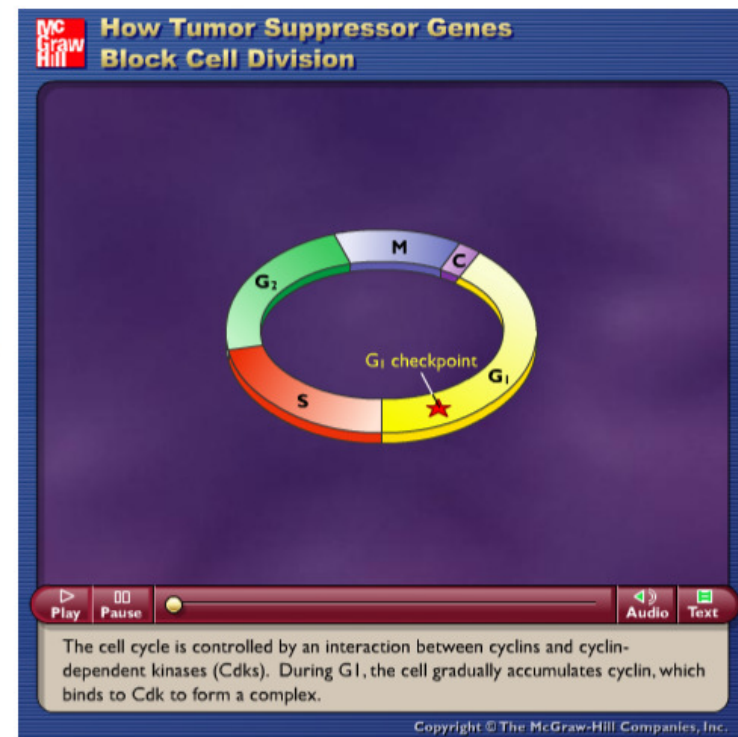 Mc
Graw
Hill
How Tumor Suppressor Genes
Block Cell Division
M
C
G₂
G₁ checkpoint
G₁
S
Play
Pause
Audio
Text
The cell cycle is controlled by an interaction between cyclins and cyclin-
dependent kinases (Cdks). During G1, the cell gradually accumulates cyclin, which
binds to Cdk to form a complex.
Copyright © The McGraw-Hill Companies, Inc.